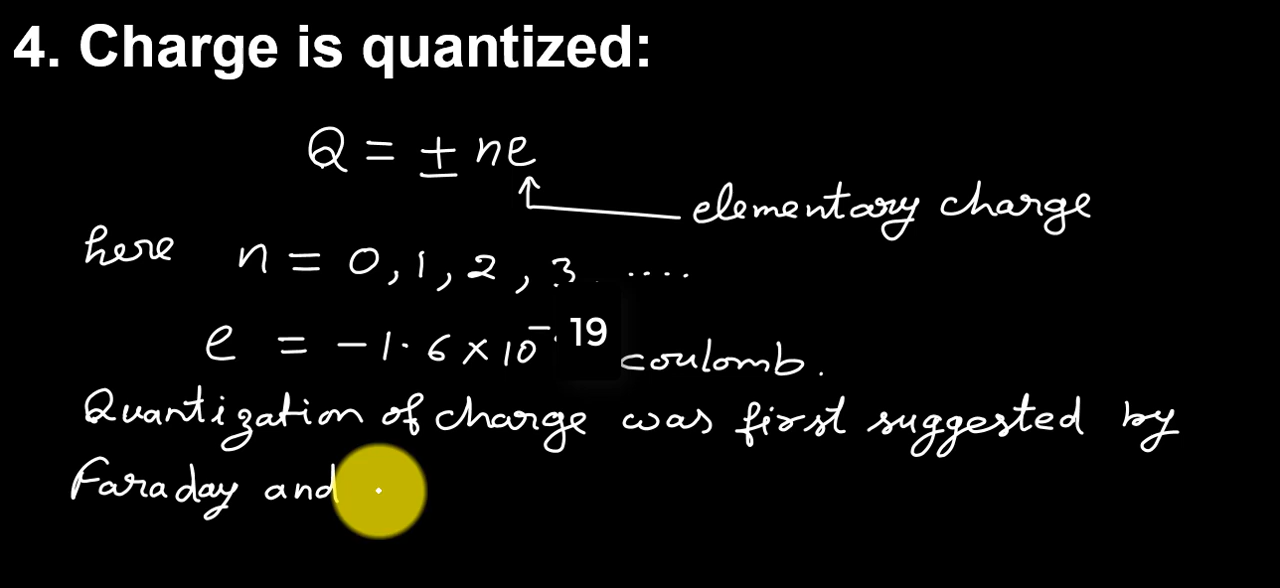 4. Charge is quantized:
Q = ± ne
elementary charge
here n = 0, 1, 2, 3 ....
e = -1.6 × 10⁻¹⁹ coulomb.
Quantization of charge was first suggested by
Faraday and